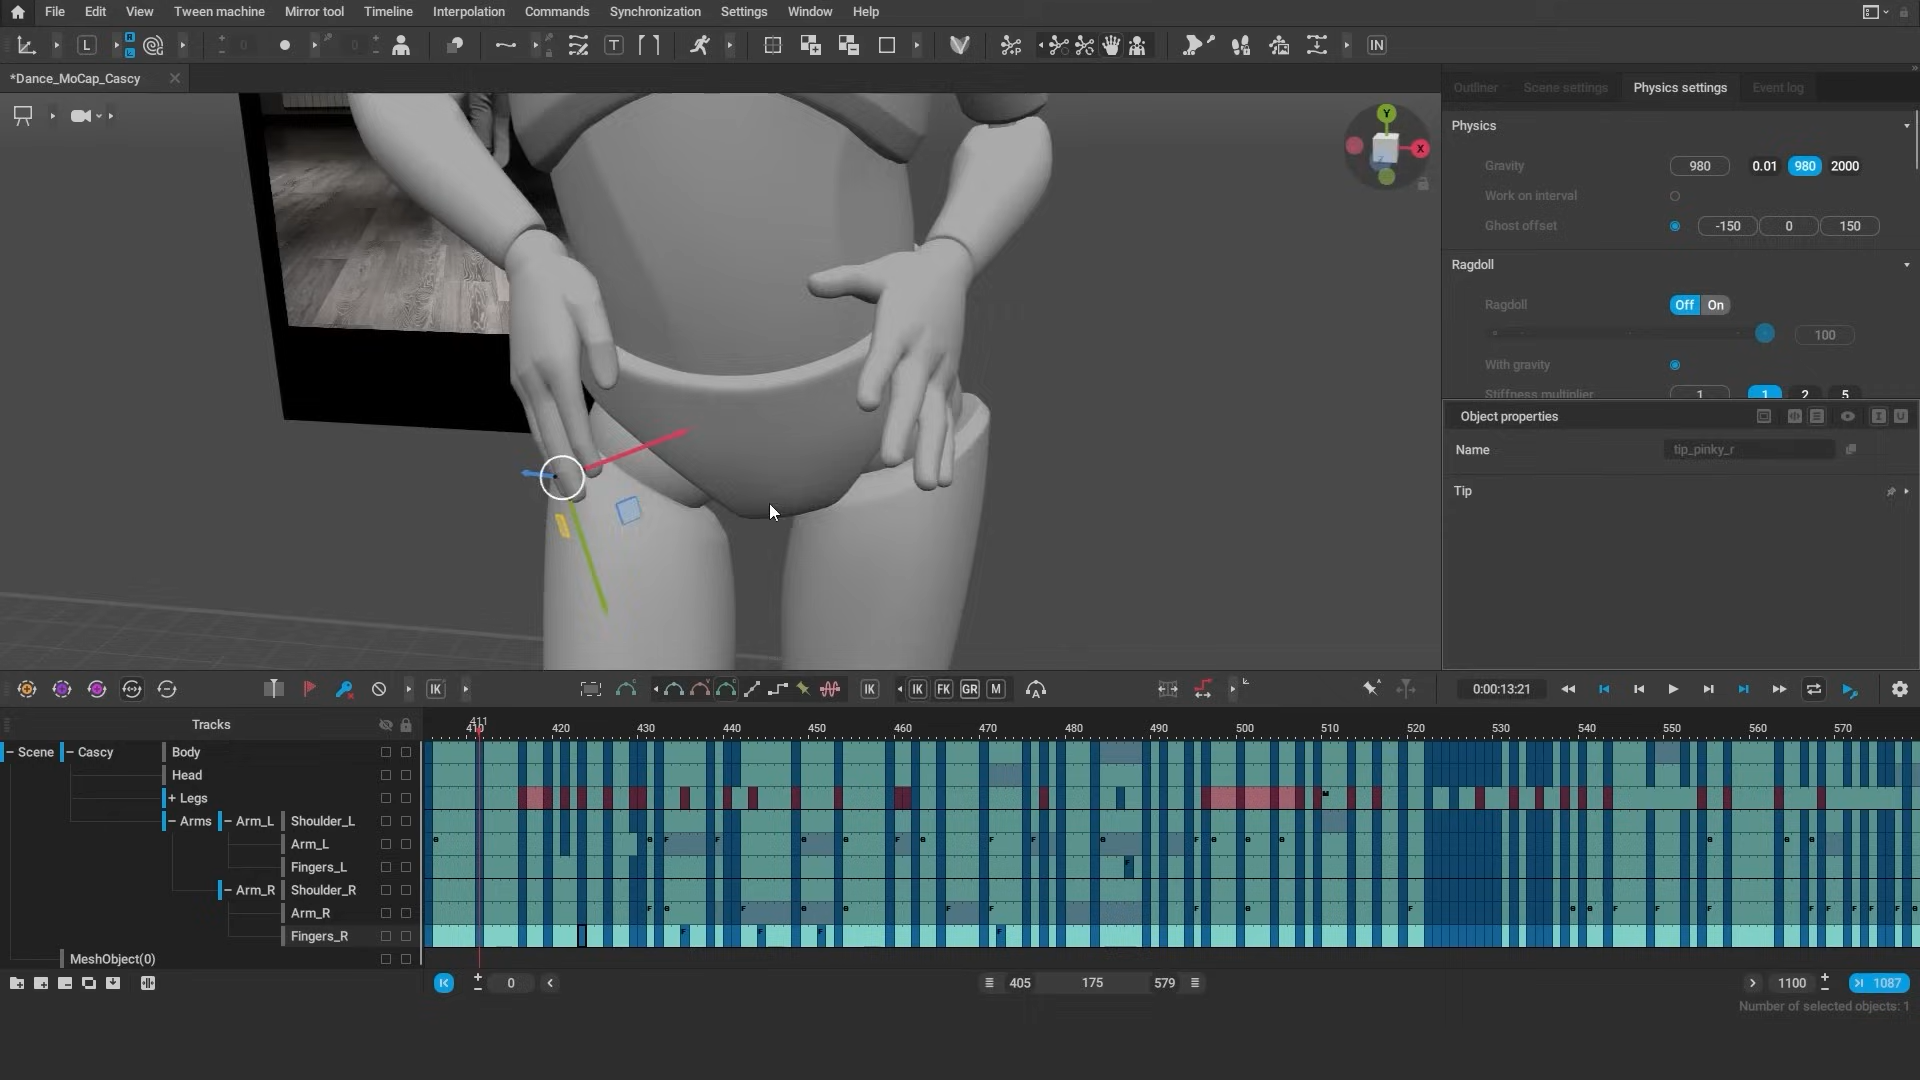 File Edit View Tween machine Mirror tool Timeline Interpolation Commands Synchronization Settings Window Help
L R L 0 0 T P IN
*Dance_MoCap_Cascy
Outliner Scene settings Physics settings Event log
Y
X
Physics
Gravity 980 0.01 980 2000
Work on interval
Ghost offset -150 0 150
Ragdoll
Ragdoll Off On
100
With gravity
Stiffness multiplier 1 1 2 5
Object properties
Name tip_pinky_r
Tip
IK IK IK FK GR M 0:00:13:21
Tracks
411 420 430 440 450 460 470 480 490 500 510 520 530 540 550 560 570
Scene Cascy Body
Head
+ Legs
Arms Arm_L Shoulder_L
Arm_L
Fingers_L
Arm_R Shoulder_R
Arm_R
Fingers_R
MeshObject(0)
0 405 175 579 1100 1087
Number of selected objects: 1